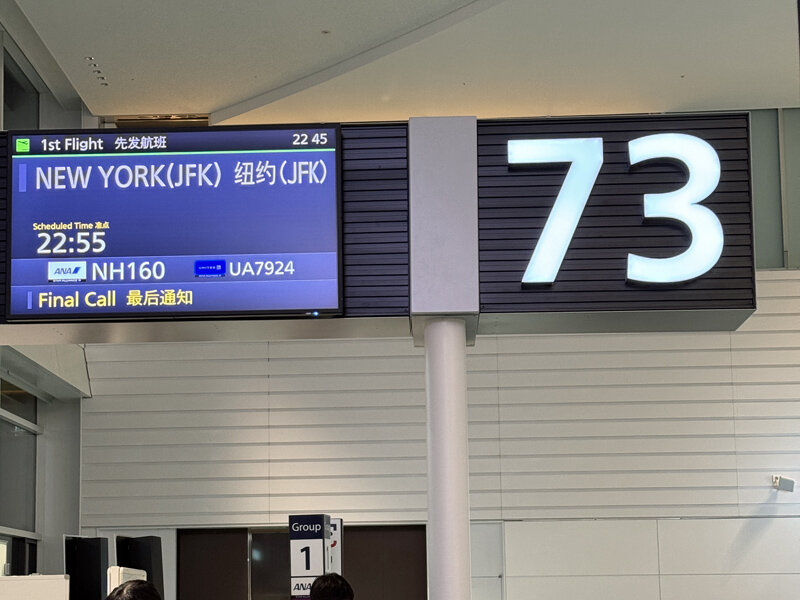 1st Flight 先发航班 22 45
NEW YORK(JFK) 纽约(JFK)
Scheduled Time 准点
22:55
ANA NH160 UNITED UA7924
Final Call 最后通知
73
Group
1
ANA